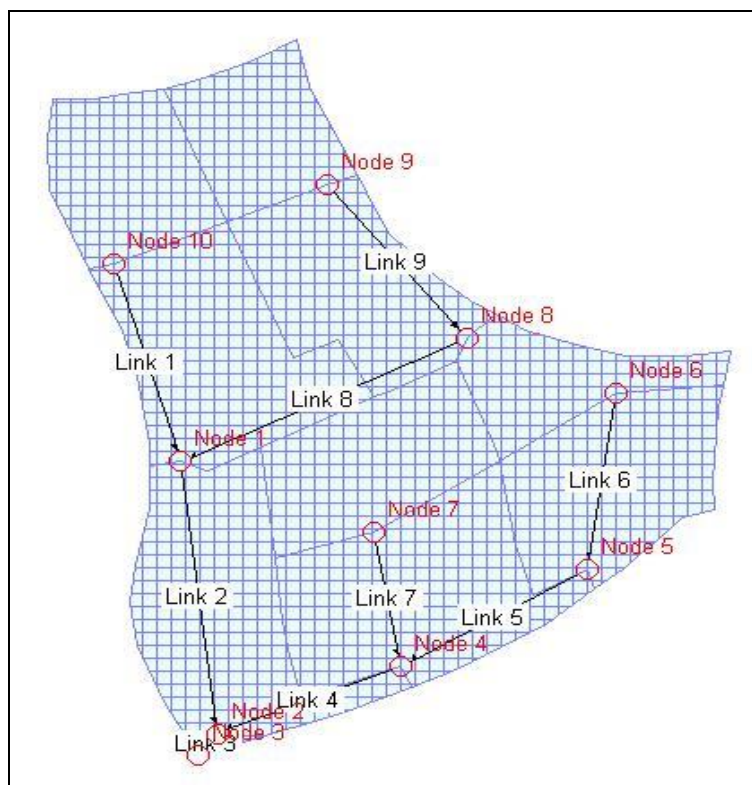 Node 9
Node 10
Link 9
Node 8
Link 1
Node 6
Link 8
Node 1
Link 6
Node 7
Node 5
Link 2
Link 7
Link 5
Node 4
Link 4
Node 2
Node 3
Link 3